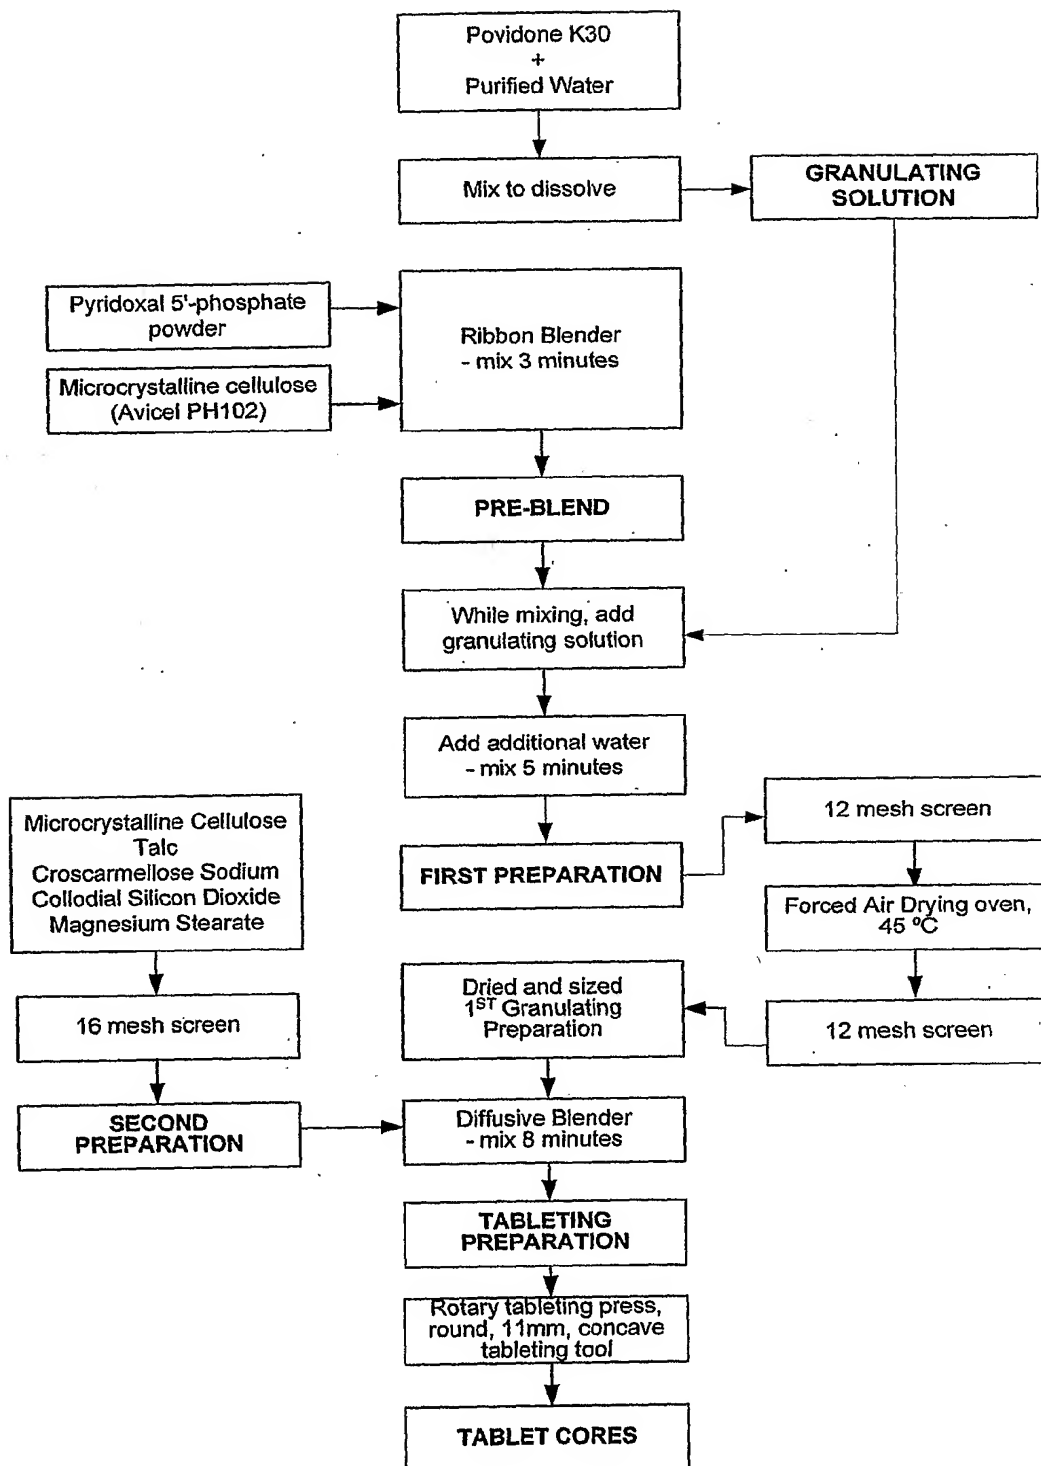 Povidone K30
+
Purified Water
Mix to dissolve
GRANULATING
SOLUTION
Pyridoxal 5'-phosphate
powder
Microcrystalline cellulose
(Avicel PH102)
Ribbon Blender
- mix 3 minutes
PRE-BLEND
While mixing, add
granulating solution
Add additional water
- mix 5 minutes
FIRST PREPARATION
12 mesh screen
Forced Air Drying oven,
45 ºC
12 mesh screen
Dried and sized
1ST Granulating
Preparation
Microcrystalline Cellulose
Talc
Croscarmellose Sodium
Collodial Silicon Dioxide
Magnesium Stearate
16 mesh screen
SECOND
PREPARATION
Diffusive Blender
- mix 8 minutes
TABLETING
PREPARATION
Rotary tableting press,
round, 11mm, concave
tableting tool
TABLET CORES